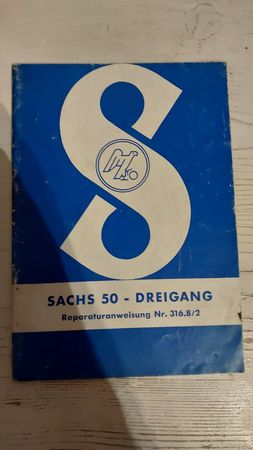 S
SACHS 50 - DREIGANG
Reparaturanweisung Nr. 316.8/2